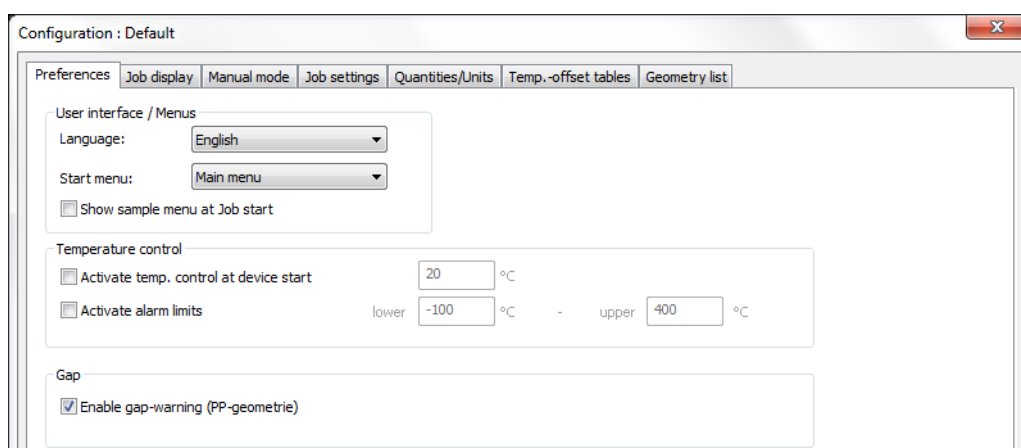 Configuration : Default
Preferences Job display Manual mode Job settings Quantities/Units Temp.-offset tables Geometry list
User interface / Menus
Language: English
Start menu: Main menu
Show sample menu at Job start
Temperature control
Activate temp. control at device start 20 °C
Activate alarm limits lower -100 °C - upper 400 °C
Gap
Enable gap-warning (PP-geometrie)